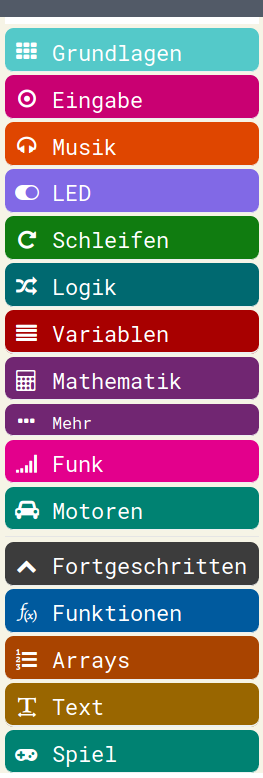 Grundlagen
Eingabe
Musik
LED
Schleifen
Logik
Variablen
Mathematik
Mehr
Funk
Motoren
Fortgeschritten
Funktionen
Arrays
Text
Spiel